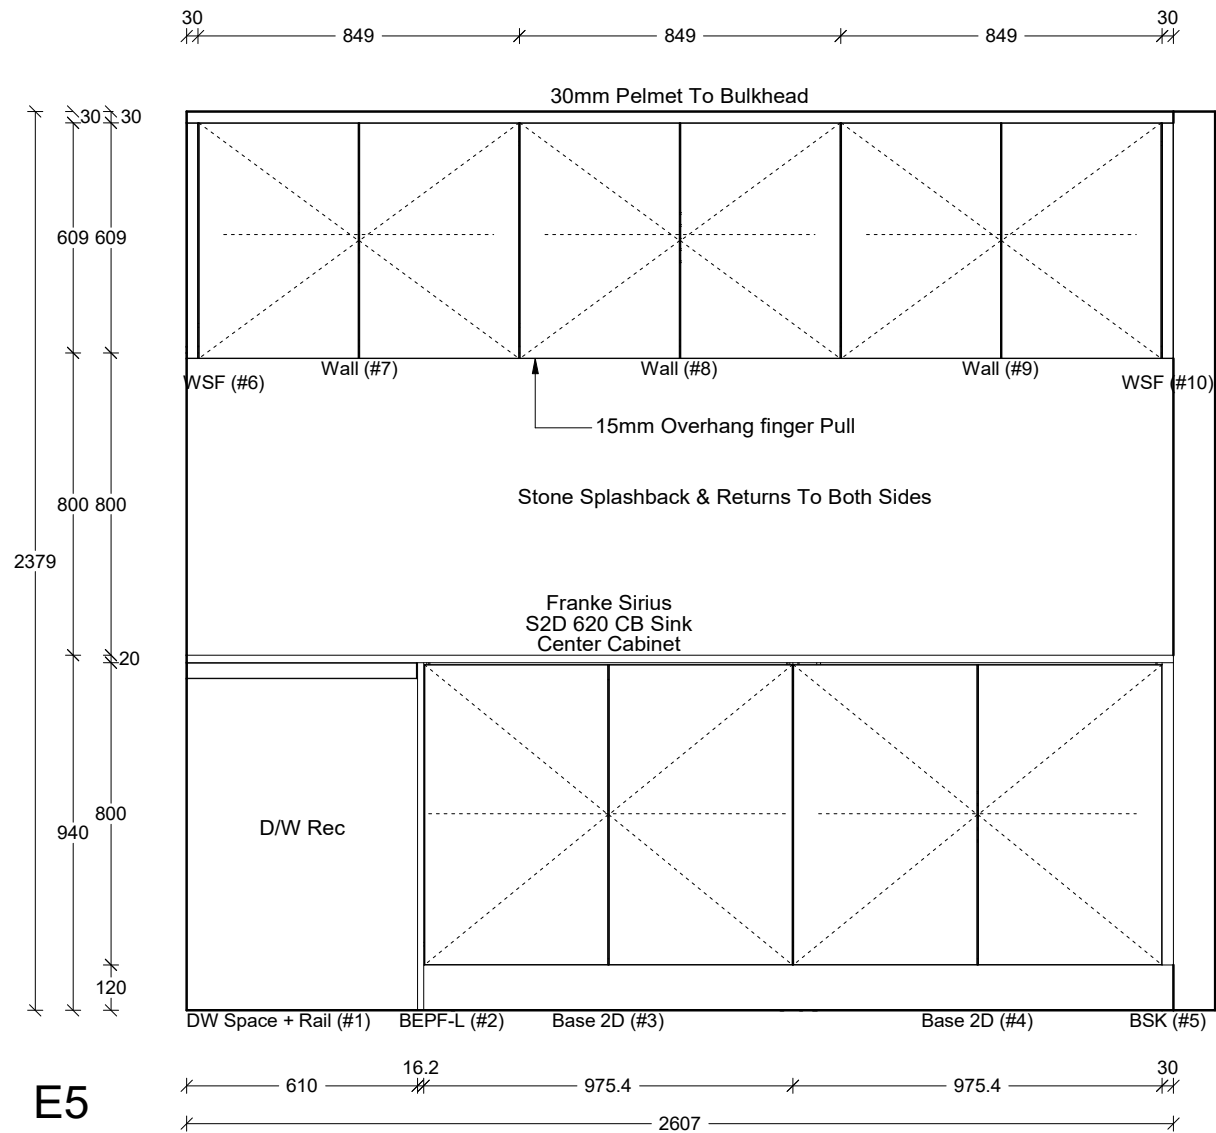 30 849 849 849 30
30mm Pelmet To Bulkhead
30 30
609 609
Wall (#7) Wall (#8) Wall (#9)
WSF (#6) WSF (#10)
15mm Overhang finger Pull
Stone Splashback & Returns To Both Sides
800 800
2379
Franke Sirius
S2D 620 CB Sink
Center Cabinet
20
800
D/W Rec
940
120
DW Space + Rail (#1) BEPF-L (#2) Base 2D (#3) Base 2D (#4) BSK (#5)
16.2 30
610 975.4 975.4
E5
2607